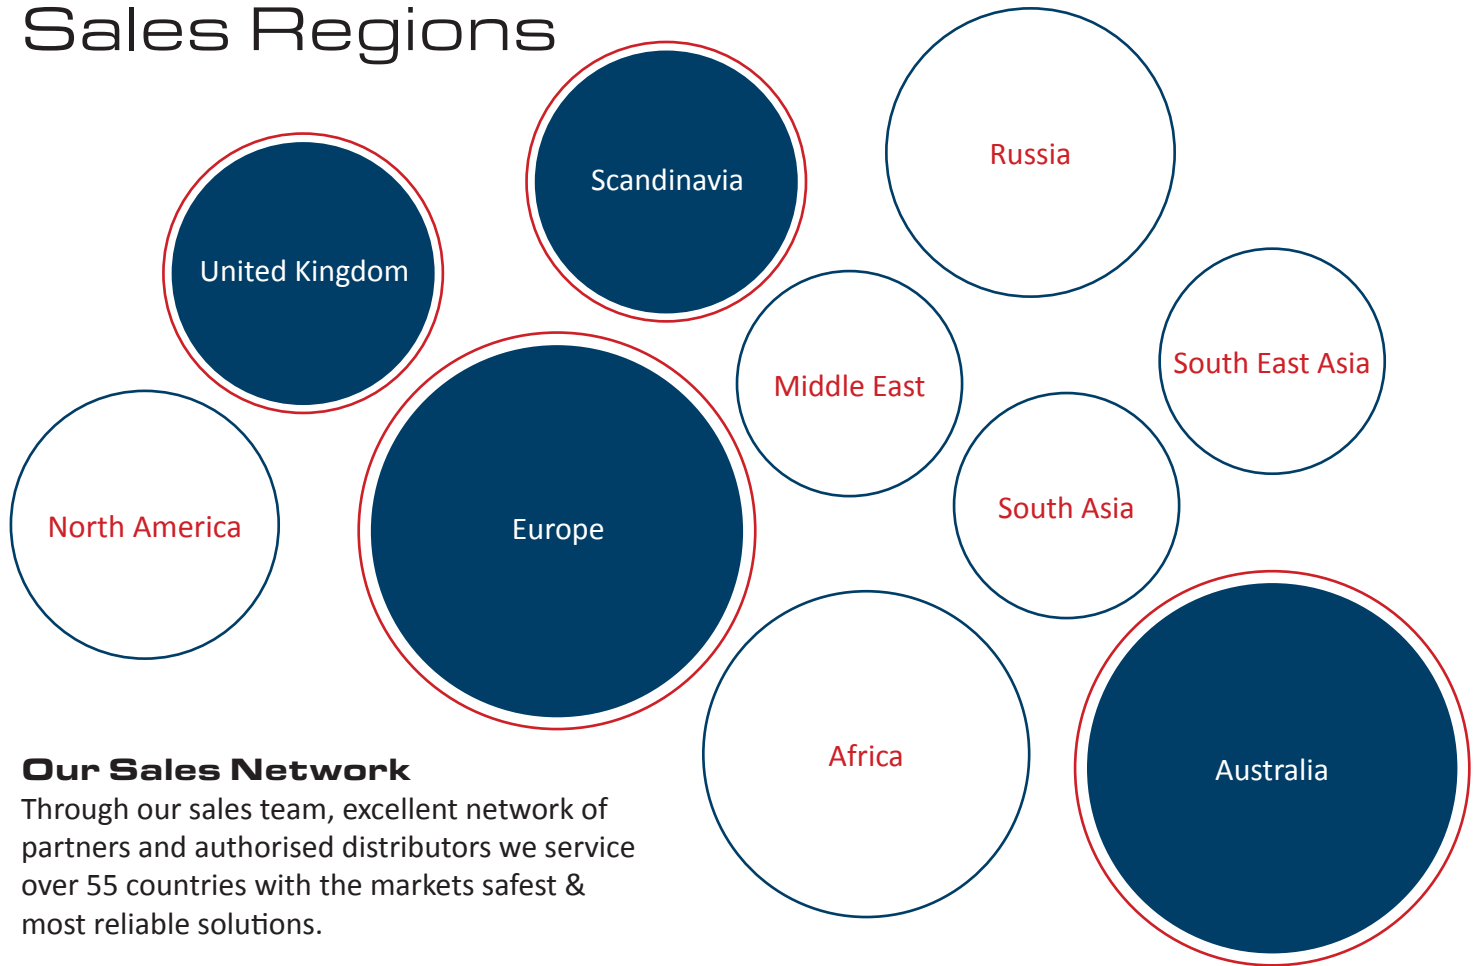 Sales Regions
Russia
Scandinavia
United Kingdom
South East Asia
Middle East
South Asia
North America
Europe
Africa
Australia
Our Sales Network
Through our sales team, excellent network of
partners and authorised distributors we service
over 55 countries with the markets safest &
most reliable solutions.